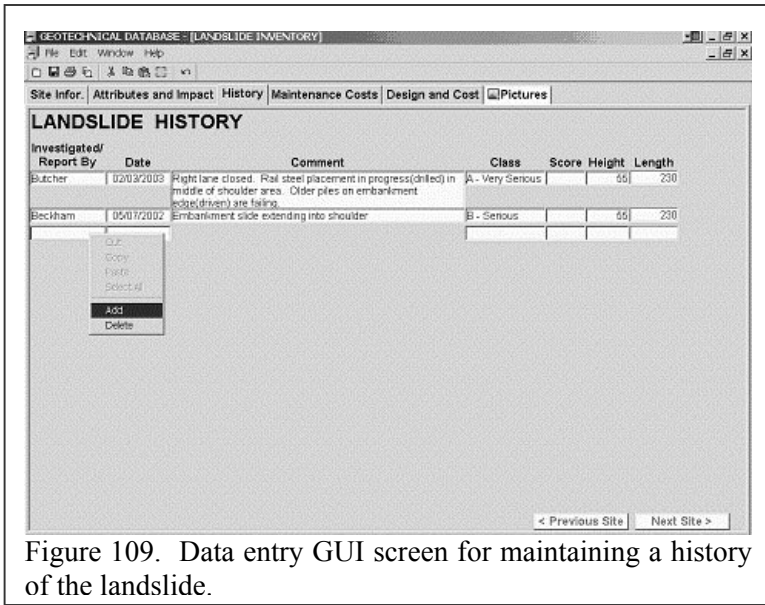 GEOTECHNICAL DATABASE - [LANDSLIDE INVENTORY]
File Edit Window Help
Site Infor. Attributes and Impact History Maintenance Costs Design and Cost Pictures
LANDSLIDE HISTORY
Investigated/
Report By Date Comment Class Score Height Length
Butcher 02/03/2003 Right lane closed. Rail steel placement in progress(drilled) in A - Very Serious 65 230
middle of shoulder area. Older piles on embankment
edge(driven) are failing.
Beckham 05/07/2002 Embankment slide extending into shoulder B - Serious 65 230
Cut
Copy
Paste
Select All
Add
Delete
< Previous Site Next Site >
Figure 109. Data entry GUI screen for maintaining a history
of the landslide.